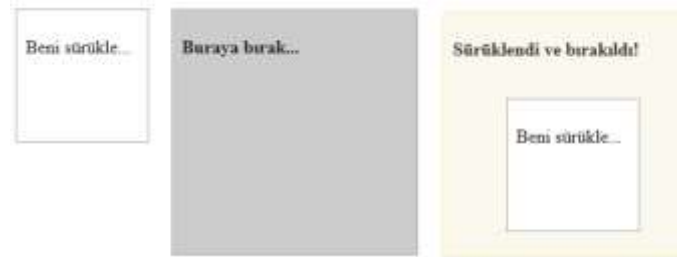 Beni sürükle...
Buraya bırak...
Sürüklendi ve bırakıldı!
Beni sürükle...